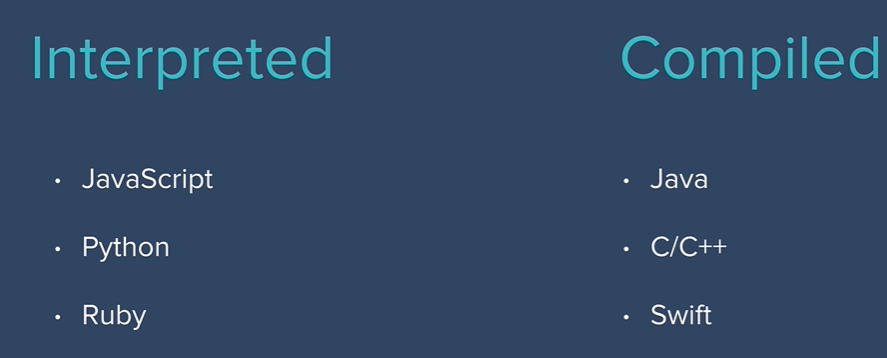 Interpreted
• JavaScript
• Python
• Ruby
Compiled
• Java
• C/C++
• Swift